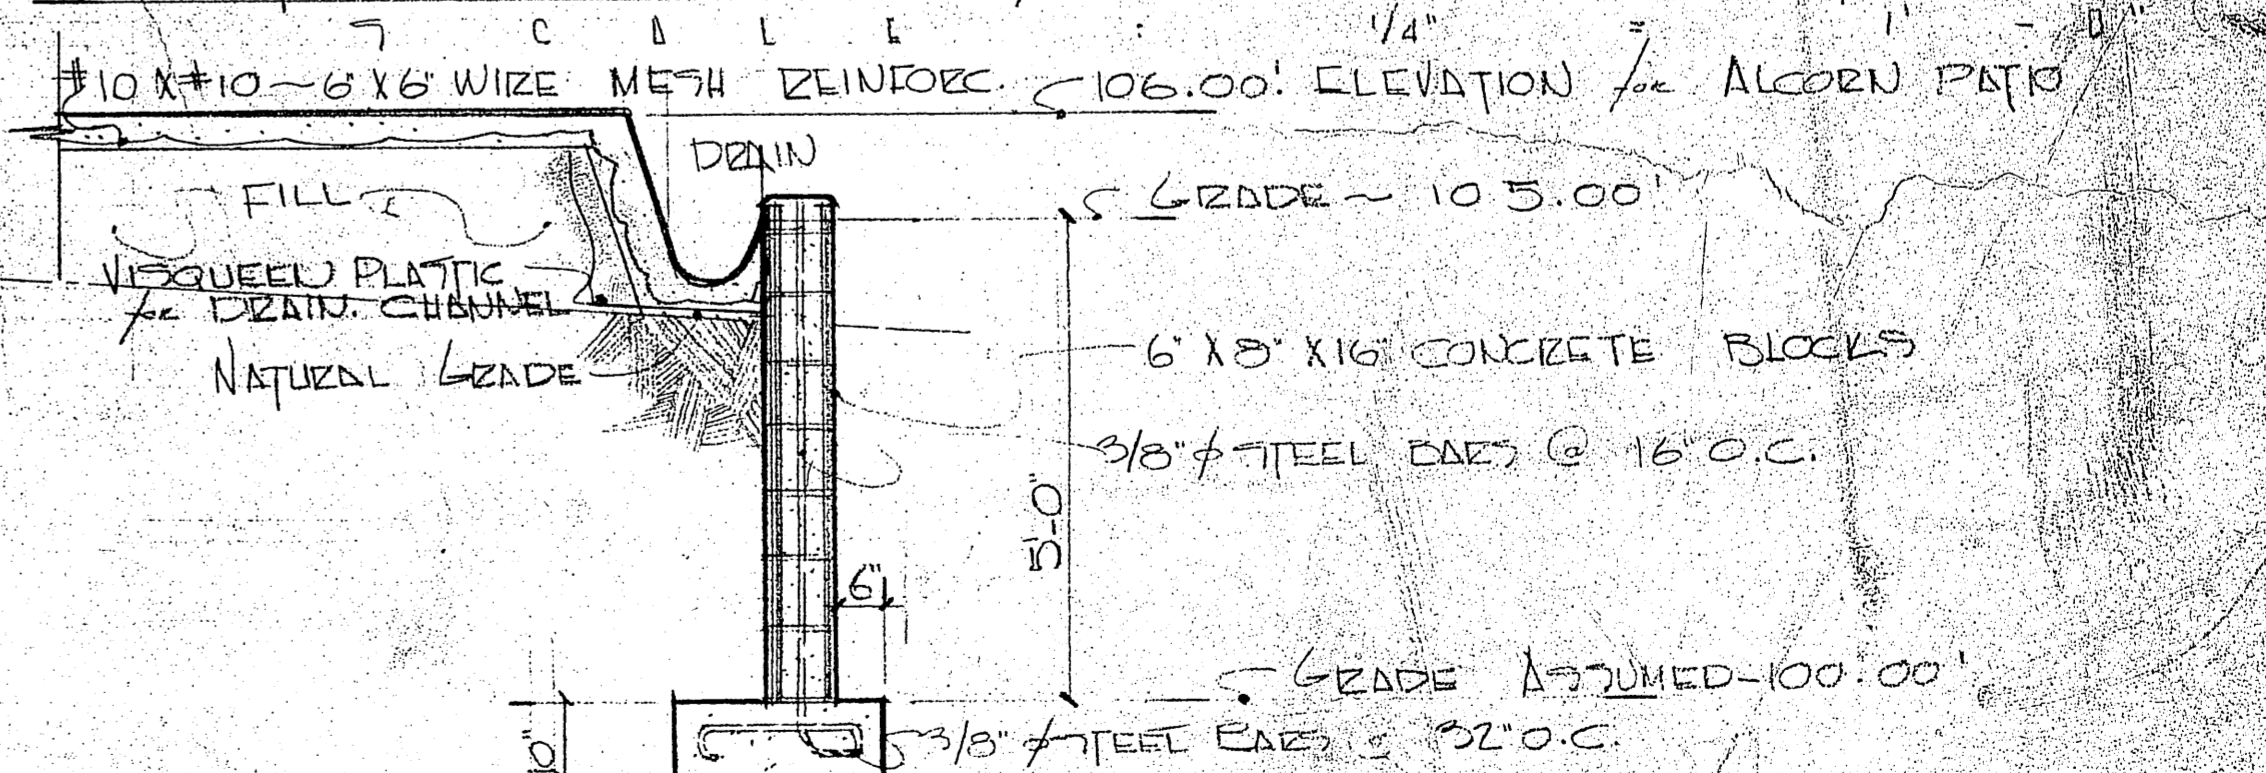 SCALE : 1/4" = 1' - 0"
#10 X #10 ~ 6" X 6" WIRE MESH REINFORC.
106.00' ELEVATION for ALCORN PATIO
DRAIN
GRADE ~ 105.00'
FILL
VISQUEEN PLASTIC
for DRAIN. CHANNEL
NATURAL GRADE
6" X 8" X 16" CONCRETE BLOCKS
3/8" ϕ STEEL BARS @ 16" O.C.
5'-0"
6"
GRADE ASSUMED-100.00'
3/8" ϕ STEEL BARS @ 32" O.C.
10"